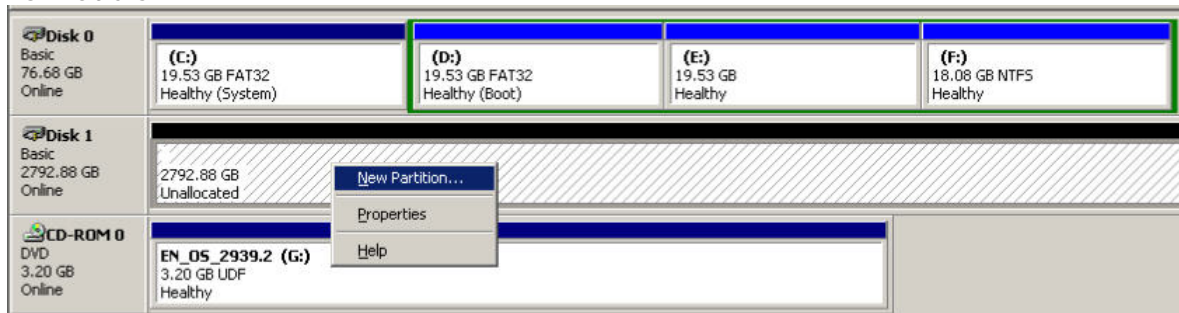 Disk 0
Basic
76.68 GB
Online
(C:)
19.53 GB FAT32
Healthy (System)
(D:)
19.53 GB FAT32
Healthy (Boot)
(E:)
19.53 GB
Healthy
(F:)
18.08 GB NTFS
Healthy
Disk 1
Basic
2792.88 GB
Online
2792.88 GB
Unallocated
New Partition...
Properties
Help
CD-ROM 0
DVD
3.20 GB
Online
EN_OS_2939.2 (G:)
3.20 GB UDF
Healthy